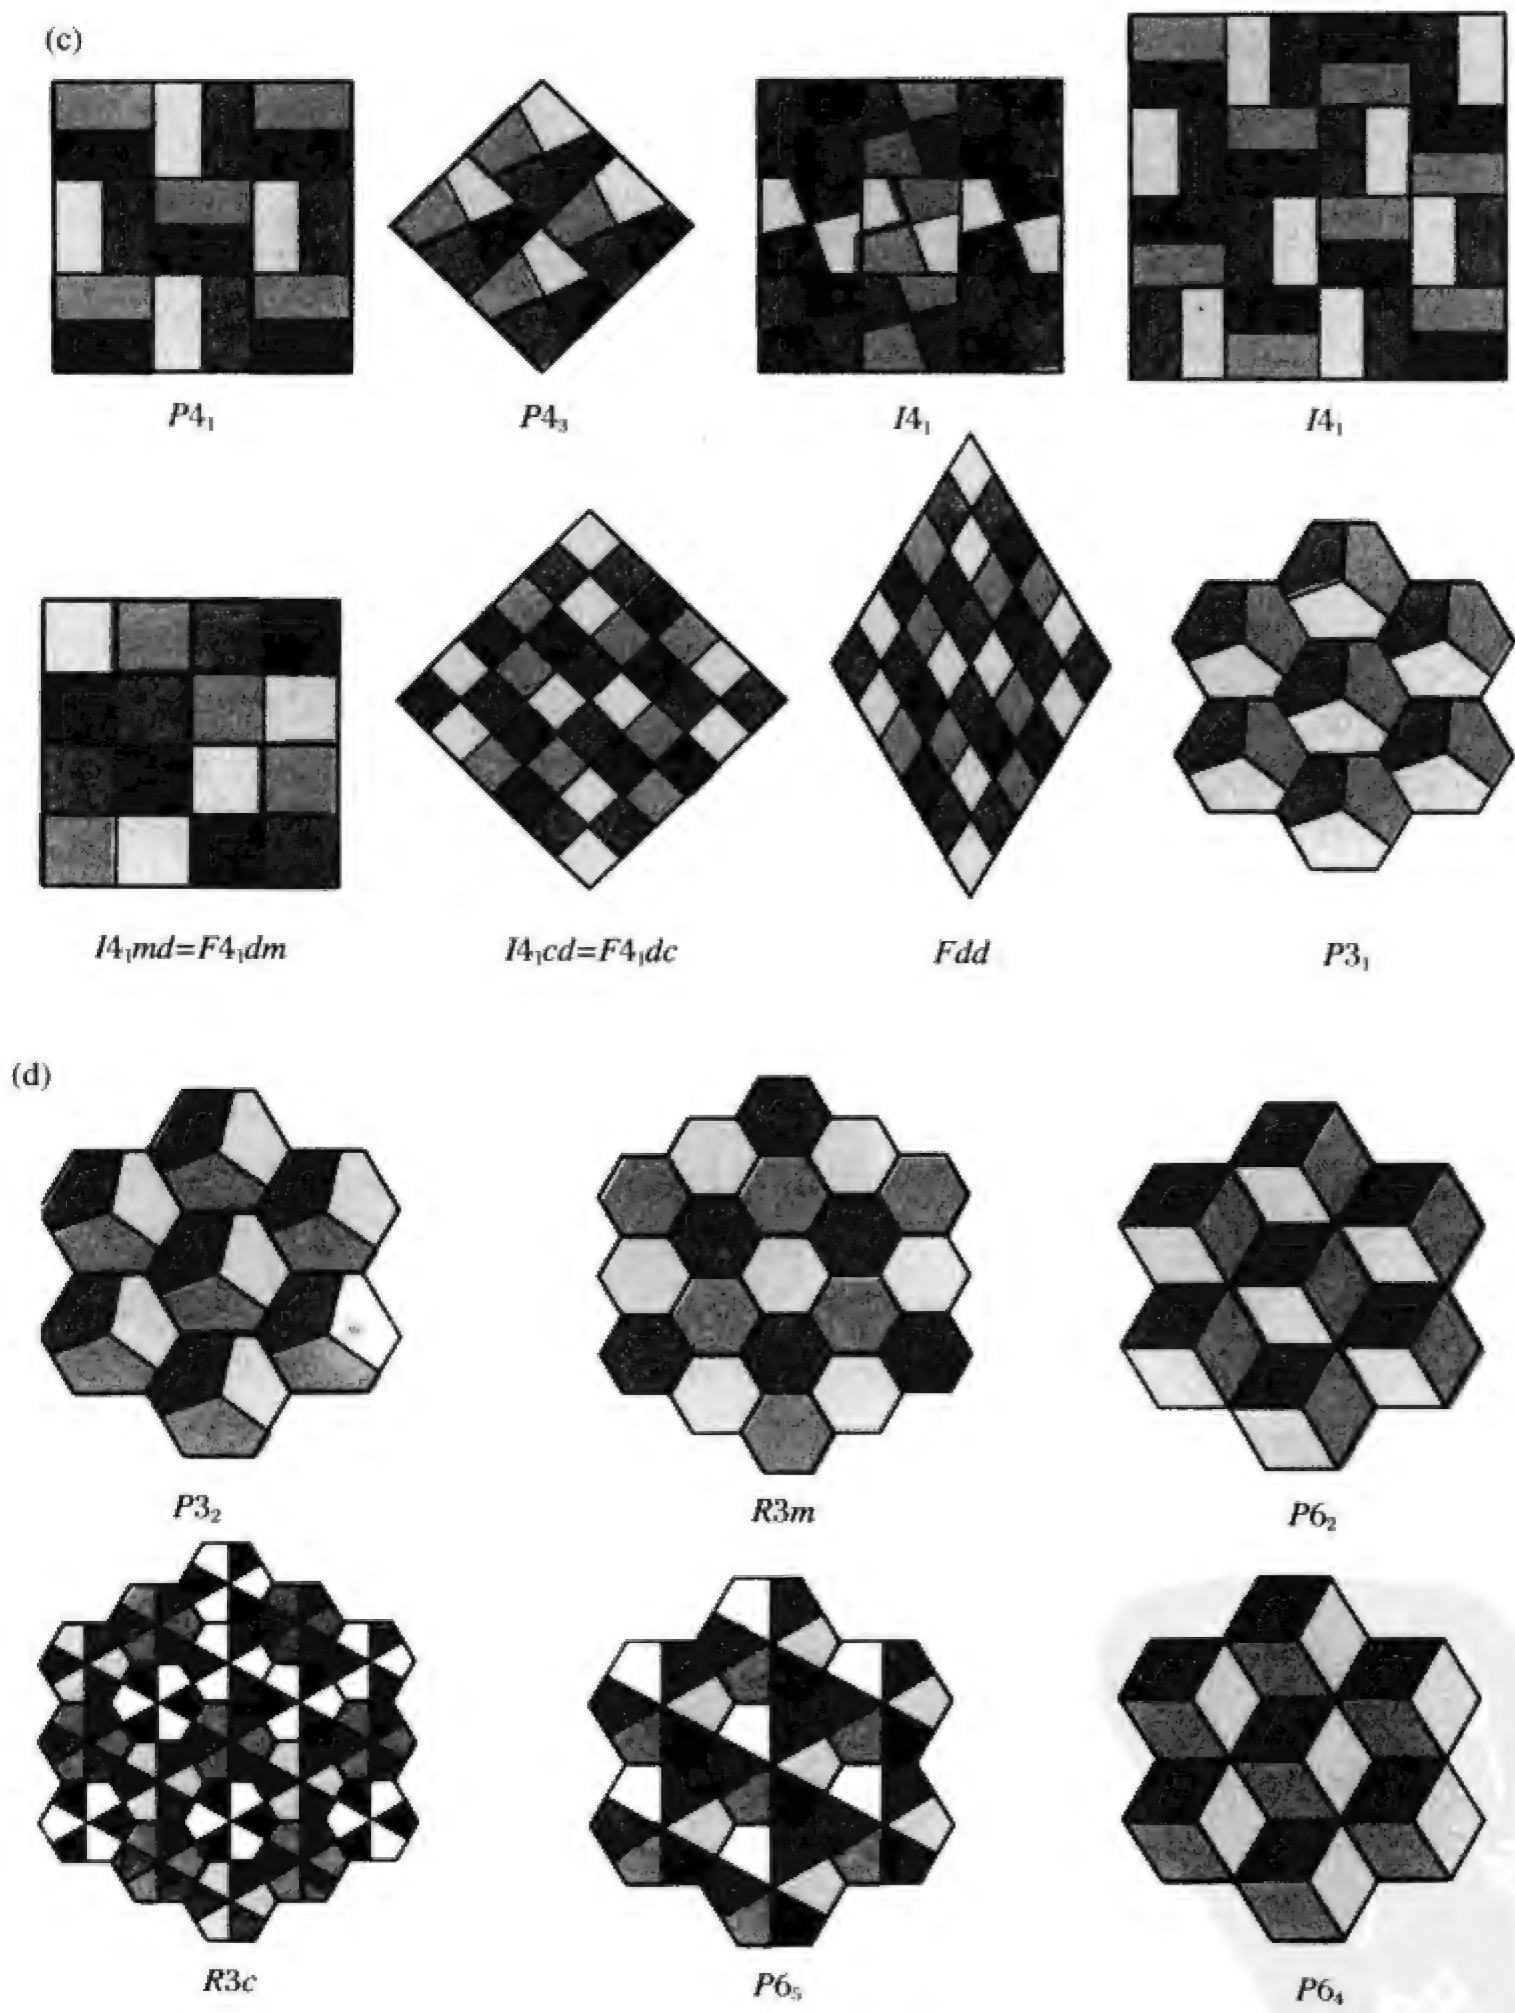 (c)
P4₁ P4₃ I4₁ I4₁
I4₁md=F4₁dm I4₁cd=F4₁dc Fdd P3₁
(d)
P3₂ R3m P6₂
R3c P6₅ P6₄